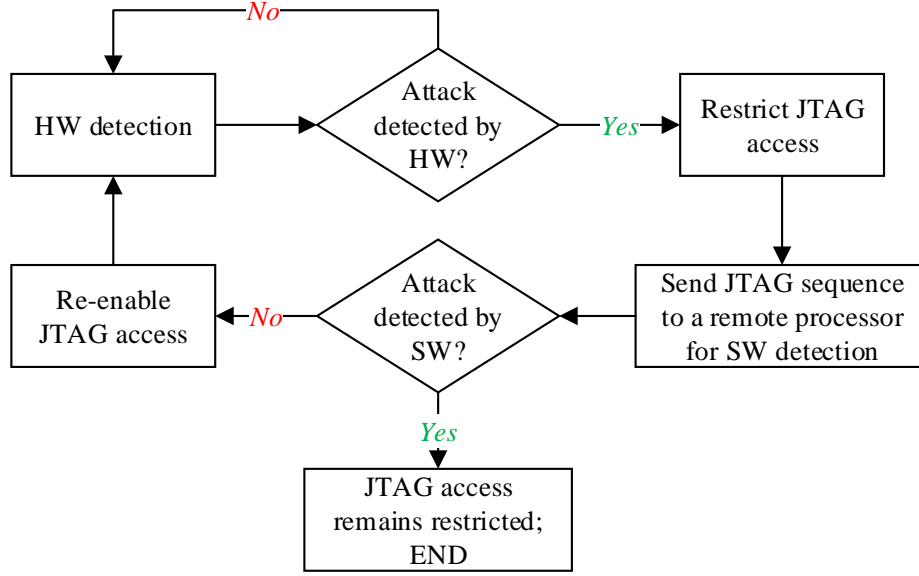 No
HW detection
Attack
detected by
HW?
Yes
Restrict JTAG
access
Re-enable
JTAG access
No
Attack
detected by
SW?
Send JTAG sequence
to a remote processor
for SW detection
Yes
JTAG access
remains restricted;
END